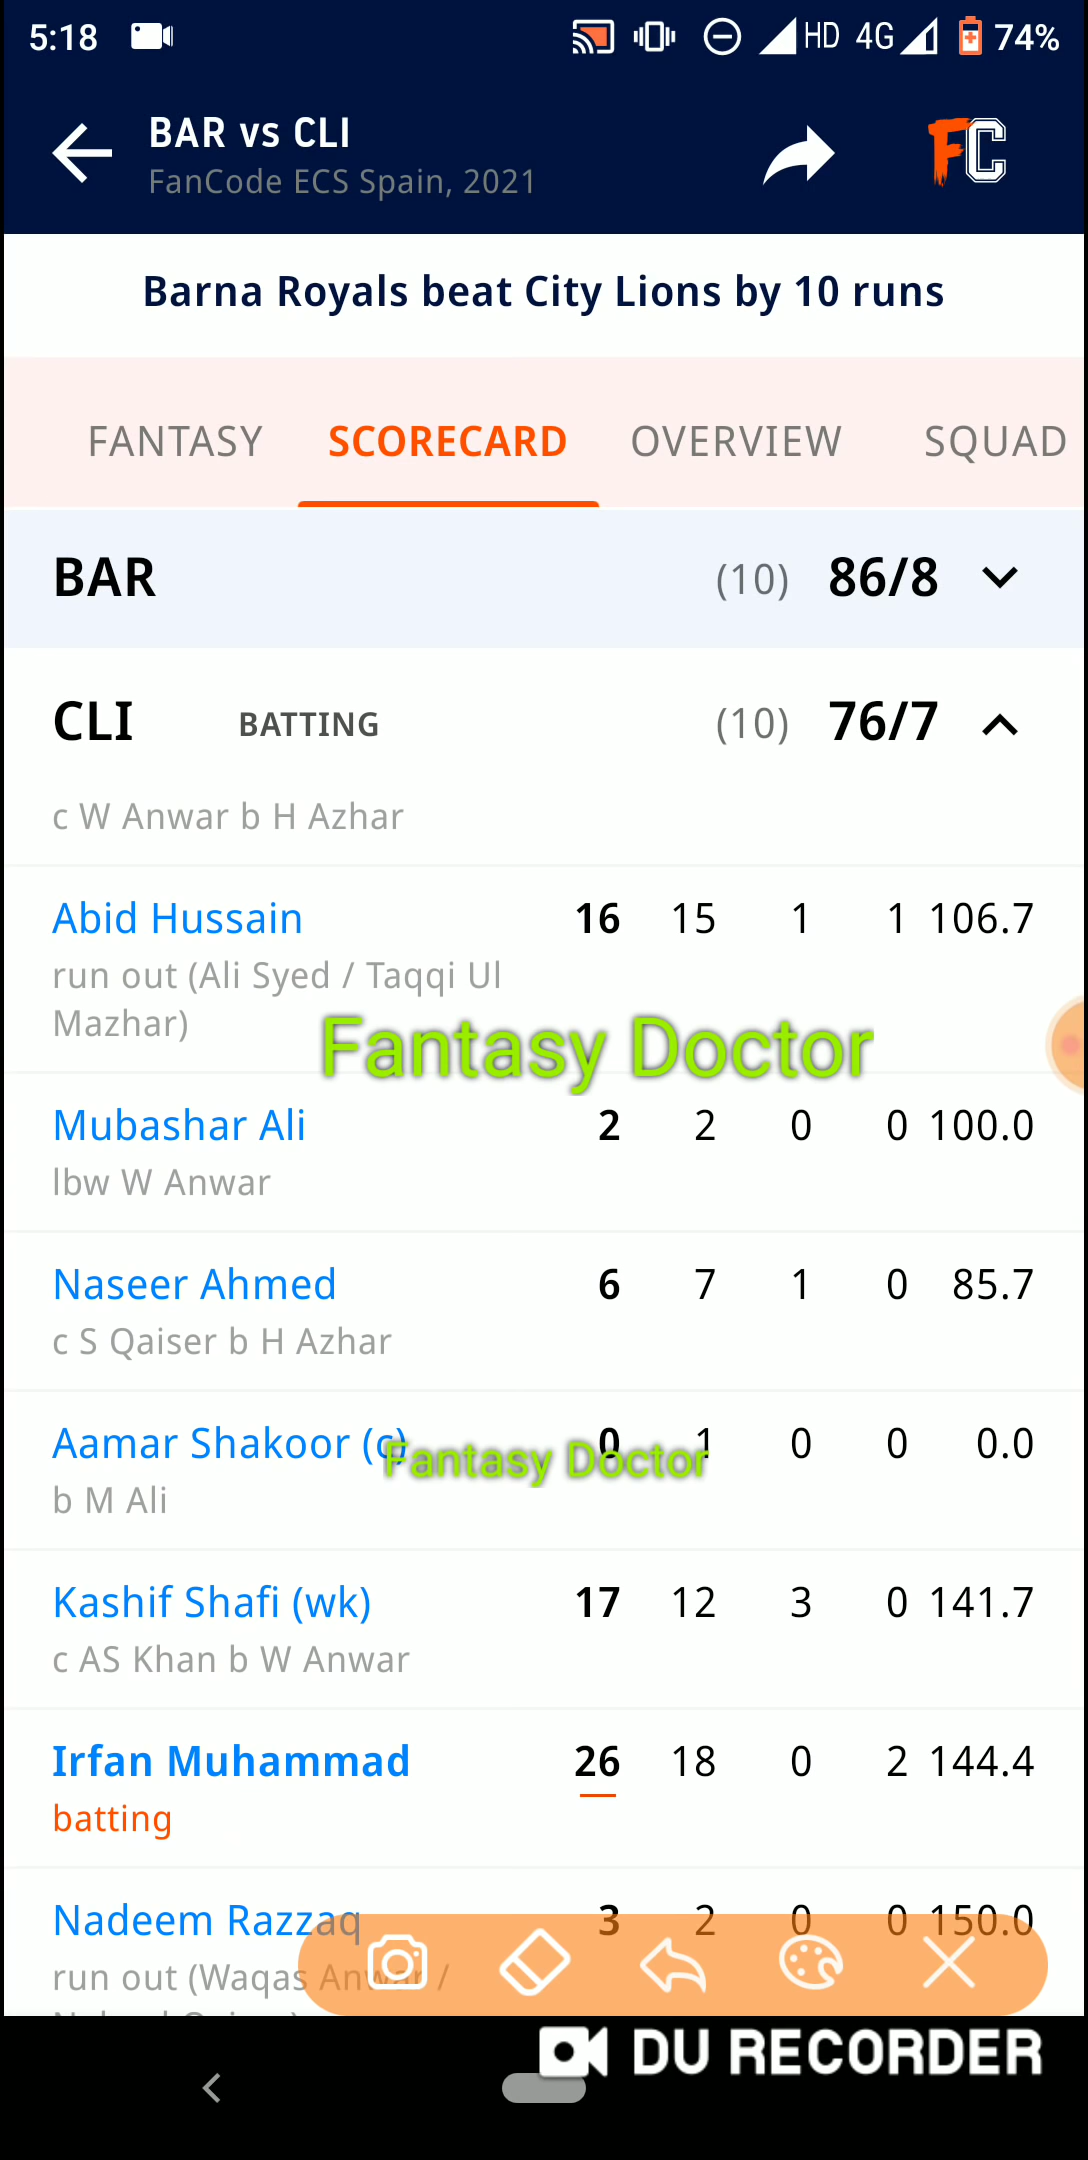 5:18 HD 4G 74%
BAR vs CLI
FanCode ECS Spain, 2021
FC
Barna Royals beat City Lions by 10 runs
FANTASY SCORECARD OVERVIEW SQUAD
BAR (10) 86/8
CLI BATTING (10) 76/7
c W Anwar b H Azhar
Abid Hussain 16 15 1 1 106.7
run out (Ali Syed / Taqqi Ul
Mazhar)
Fantasy Doctor
Mubashar Ali 2 2 0 0 100.0
lbw W Anwar
Naseer Ahmed 6 7 1 0 85.7
c S Qaiser b H Azhar
Aamar Shakoor (c) 0 1 0 0 0.0
Fantasy Doctor
b M Ali
Kashif Shafi (wk) 17 12 3 0 141.7
c AS Khan b W Anwar
Irfan Muhammad 26 18 0 2 144.4
batting
Nadeem Razzaq 3 2 0 0 150.0
run out (Waqas Anwar /
DU RECORDER